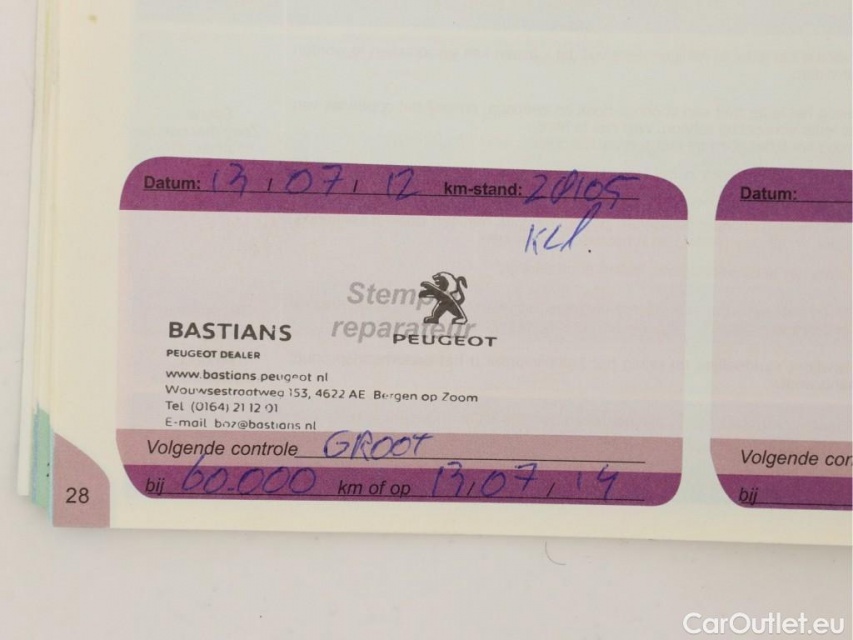 Datum: 13 / 07 / 12 km-stand:
Datum:
Stempel
reparateur
PEUGEOT
BASTIANS
PEUGEOT DEALER
www.bastians.peugeot.nl
Wouwsestraatweg 153, 4622 AE Bergen op Zoom
Tel. (0164) 21 12 01
E-mail boz@bastians.nl
Volgende controle GROOT
bij 60.000 km of op 13/07/14
Volgende con
bij
28
CarOutlet.eu